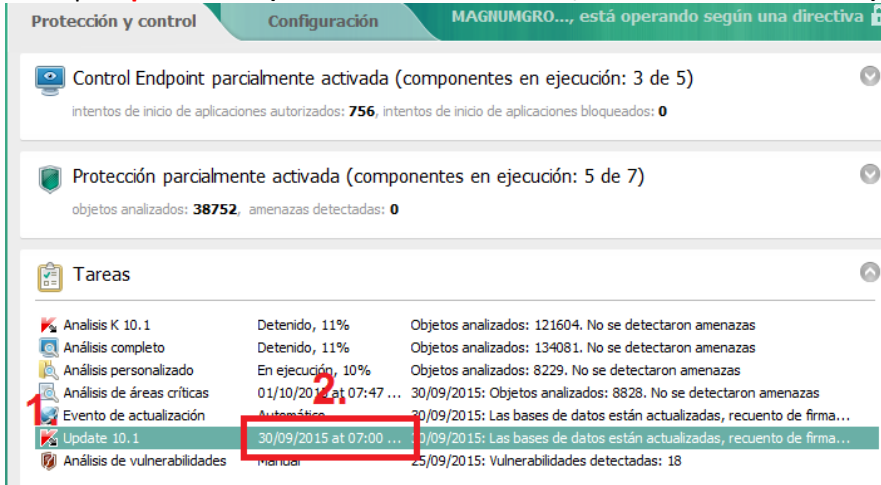 Protección y control
Configuración
MAGNUMGRO..., está operando según una directiva
Control Endpoint parcialmente activada (componentes en ejecución: 3 de 5)
intentos de inicio de aplicaciones autorizados: 756, intentos de inicio de aplicaciones bloqueados: 0
Protección parcialmente activada (componentes en ejecución: 5 de 7)
objetos analizados: 38752, amenazas detectadas: 0
Tareas
Analisis K 10.1 Detenido, 11% Objetos analizados: 121604. No se detectaron amenazas
Análisis completo Detenido, 11% Objetos analizados: 134081. No se detectaron amenazas
Análisis personalizado En ejecución, 10% Objetos analizados: 8229. No se detectaron amenazas
2.
Análisis de áreas críticas 01/10/2015 at 07:47 ... 30/09/2015: Objetos analizados: 8828. No se detectaron amenazas
1
Evento de actualización Automático 30/09/2015: Las bases de datos están actualizadas, recuento de firma...
Update 10.1 30/09/2015 at 07:00 ... 30/09/2015: Las bases de datos están actualizadas, recuento de firma...
Análisis de vulnerabilidades Manual 25/09/2015: Vulnerabilidades detectadas: 18